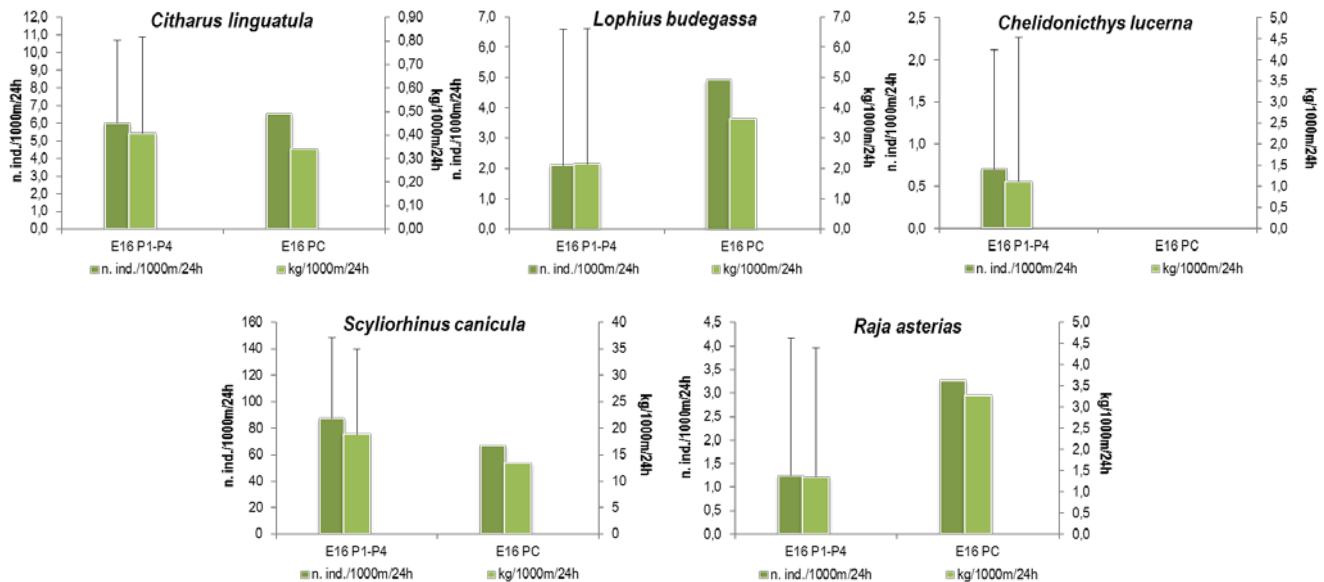 Citharus linguatula
n. ind./1000m/24h
12,0
11,0
10,0
9,0
8,0
7,0
6,0
5,0
4,0
3,0
2,0
1,0
0,0
0,90
0,80
0,70
0,60
0,50
0,40
0,30
0,20
0,10
0,00
kg/1000m/24h
E16 P1-P4
E16 PC
n. ind./1000m/24h
kg/1000m/24h
Lophius budegassa
n. ind./1000m/24h
7,0
6,0
5,0
4,0
3,0
2,0
1,0
0,0
7,0
6,0
5,0
4,0
3,0
2,0
1,0
0,0
kg/1000m/24h
E16 P1-P4
E16 PC
n. ind./1000m/24h
kg/1000m/24h
Chelidonicthys lucerna
n. ind/1000m/24h
2,5
2,0
1,5
1,0
0,5
0,0
5,0
4,5
4,0
3,5
3,0
2,5
2,0
1,5
1,0
0,5
0,0
kg/1000m/24h
E16 P1-P4
E16 PC
n. ind./1000m/24h
kg/1000m/24h
Scyliorhinus canicula
n. ind./1000m/24h
160
140
120
100
80
60
40
20
0
40
35
30
25
20
15
10
5
0
kg/1000m/24h
E16 P1-P4
E16 PC
n. ind./1000m/24h
kg/1000m/24h
Raja asterias
n. ind./1000m/24h
4,5
4,0
3,5
3,0
2,5
2,0
1,5
1,0
0,5
0,0
5,0
4,5
4,0
3,5
3,0
2,5
2,0
1,5
1,0
0,5
0,0
kg/1000m/24h
E16 P1-P4
E16 PC
n. ind./1000m/24h
kg/1000m/24h